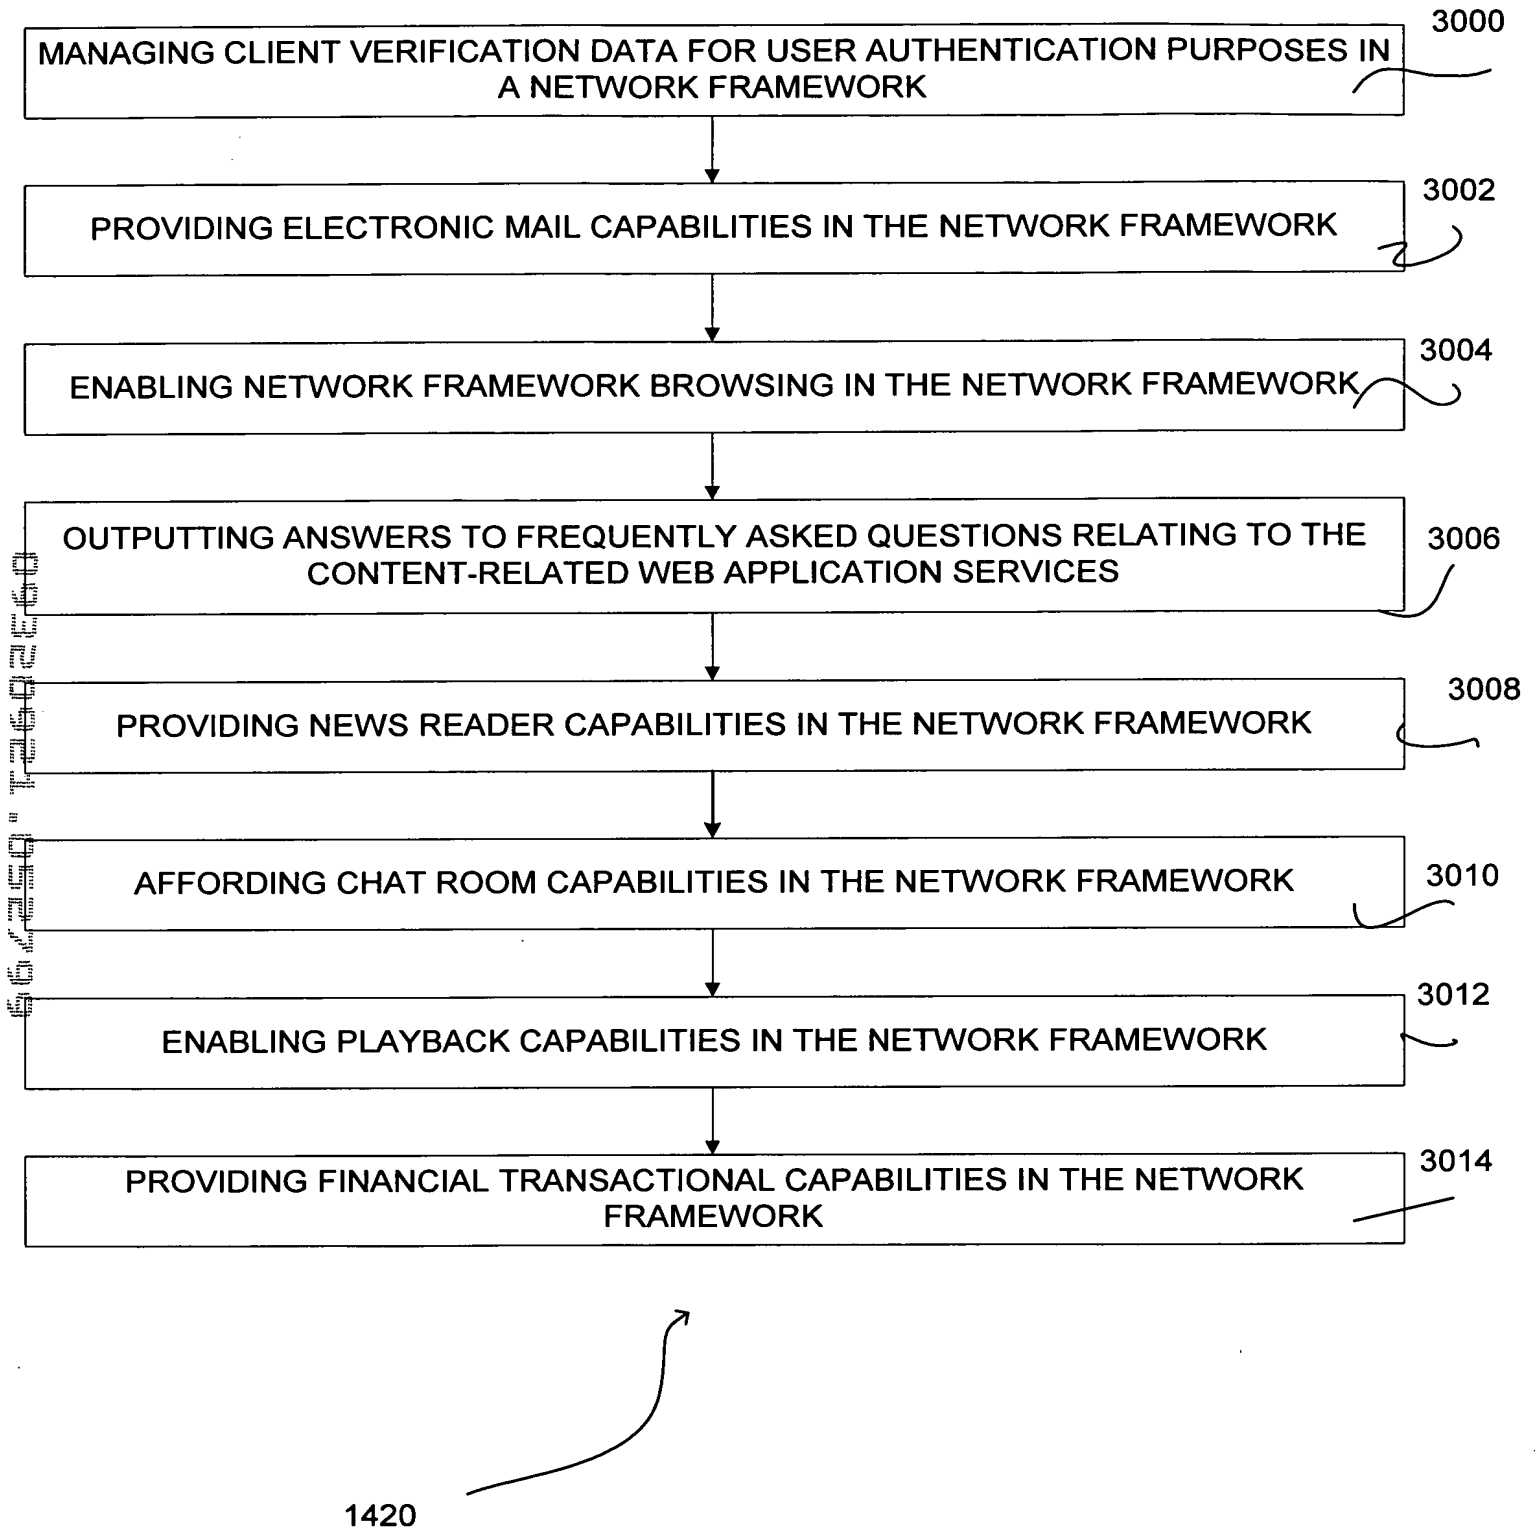 3000
MANAGING CLIENT VERIFICATION DATA FOR USER AUTHENTICATION PURPOSES IN
A NETWORK FRAMEWORK
3002
PROVIDING ELECTRONIC MAIL CAPABILITIES IN THE NETWORK FRAMEWORK
3004
ENABLING NETWORK FRAMEWORK BROWSING IN THE NETWORK FRAMEWORK
OUTPUTTING ANSWERS TO FREQUENTLY ASKED QUESTIONS RELATING TO THE
CONTENT-RELATED WEB APPLICATION SERVICES
3006
3008
PROVIDING NEWS READER CAPABILITIES IN THE NETWORK FRAMEWORK
AFFORDING CHAT ROOM CAPABILITIES IN THE NETWORK FRAMEWORK
3010
3012
ENABLING PLAYBACK CAPABILITIES IN THE NETWORK FRAMEWORK
3014
PROVIDING FINANCIAL TRANSACTIONAL CAPABILITIES IN THE NETWORK
FRAMEWORK
1420